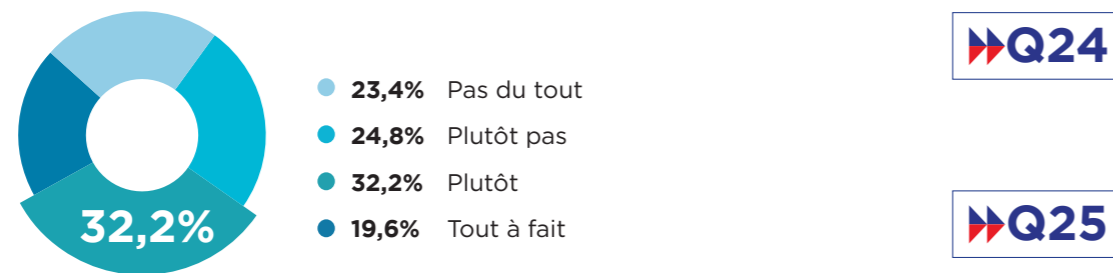 Q24
23,4% Pas du tout
24,8% Plutôt pas
32,2% Plutôt
19,6% Tout à fait
32,2%
Q25